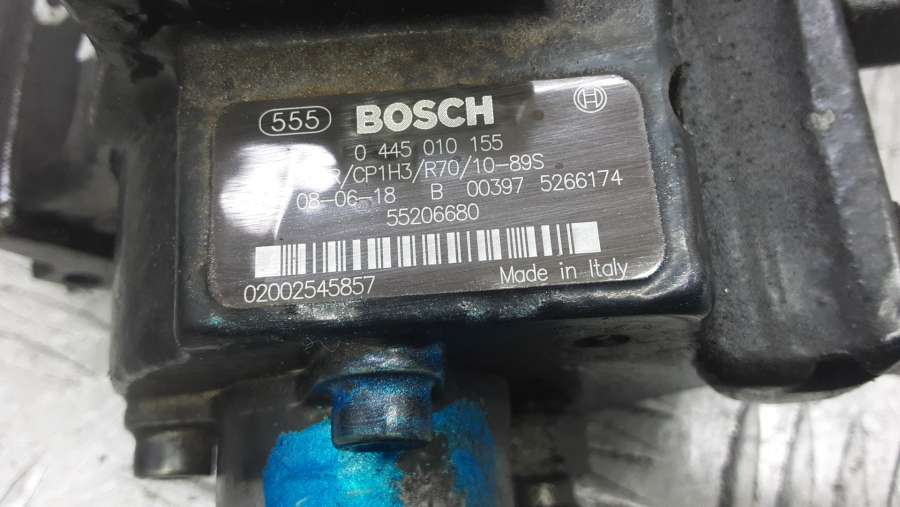 555 BOSCH
0 445 010 155
/CP1H3/R70/10-89S
08-06-18 B 00397 5266174
55206680
02002545857 Made in Italy